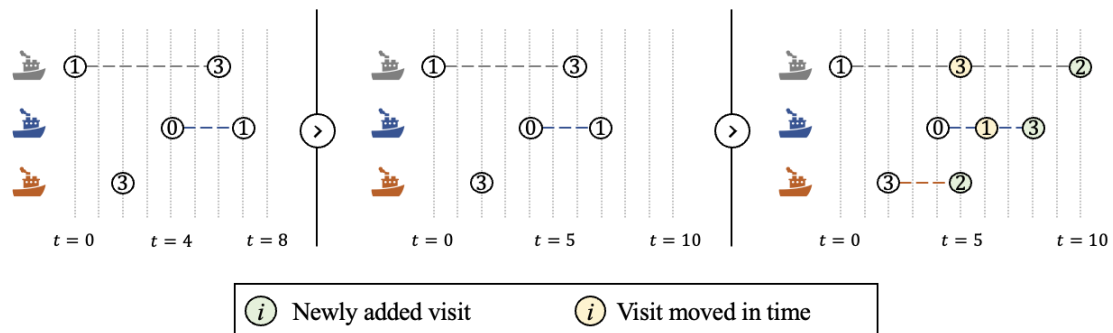 1 3 1 3 1 3 2
0 1 0 1 0 1 3
3 3 3 2
t = 0 t = 4 t = 8 t = 0 t = 5 t = 10 t = 0 t = 5 t = 10
i Newly added visit i Visit moved in time